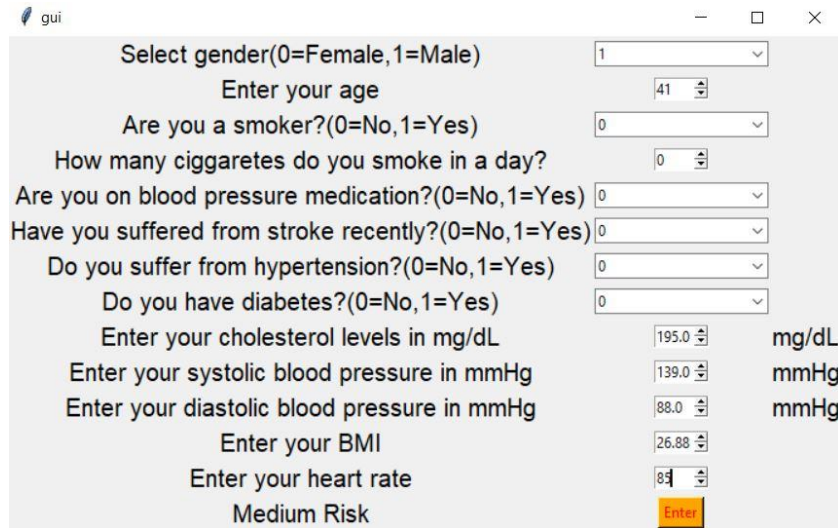 gui
Select gender(0=Female,1=Male) 1
Enter your age 41
Are you a smoker?(0=No,1=Yes) 0
How many ciggaretes do you smoke in a day? 0
Are you on blood pressure medication?(0=No,1=Yes) 0
Have you suffered from stroke recently?(0=No,1=Yes) 0
Do you suffer from hypertension?(0=No,1=Yes) 0
Do you have diabetes?(0=No,1=Yes) 0
Enter your cholesterol levels in mg/dL 195.0 mg/dL
Enter your systolic blood pressure in mmHg 139.0 mmHg
Enter your diastolic blood pressure in mmHg 88.0 mmHg
Enter your BMI 26.88
Enter your heart rate 85
Medium Risk Enter